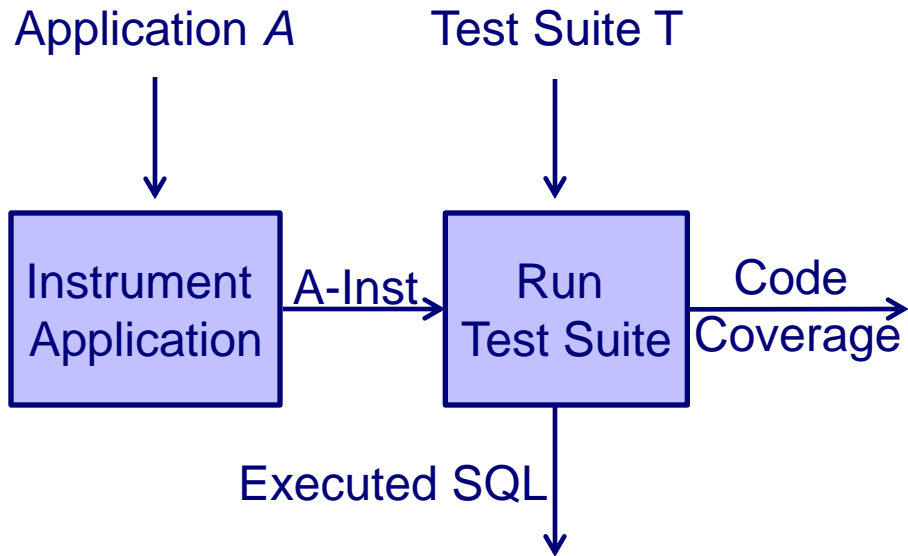 Application A
Test Suite T
Instrument
Application
A-Inst
Run
Test Suite
Code
Coverage
Executed SQL